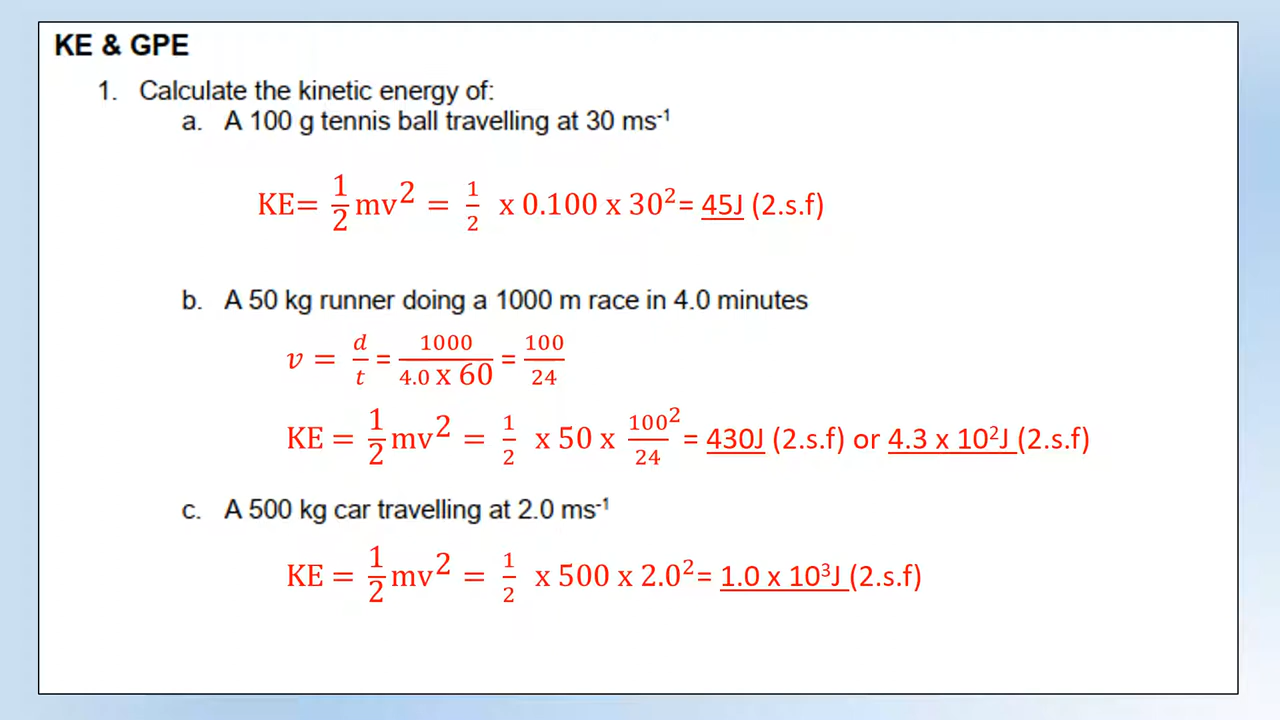 KE & GPE
1. Calculate the kinetic energy of:
a. A 100 g tennis ball travelling at 30 ms⁻¹
KE= 1/2 mv² = 1/2 x 0.100 x 30²= 45J (2.s.f)
b. A 50 kg runner doing a 1000 m race in 4.0 minutes
v = d/t = 1000/(4.0 x 60) = 100/24
KE = 1/2 mv² = 1/2 x 50 x 100²/24 = 430J (2.s.f) or 4.3 x 10²J (2.s.f)
c. A 500 kg car travelling at 2.0 ms⁻¹
KE = 1/2 mv² = 1/2 x 500 x 2.0²= 1.0 x 10³J (2.s.f)